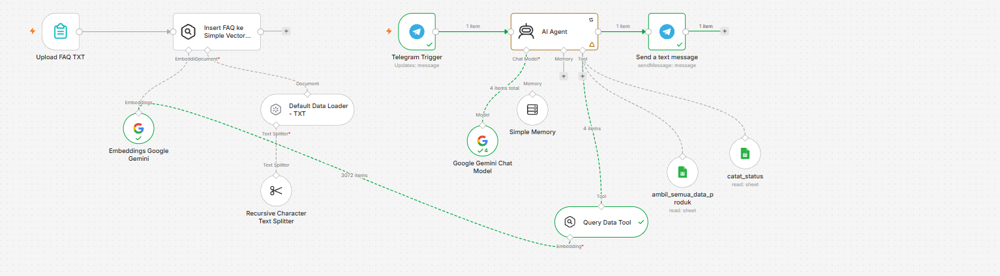 Upload FAQ TXT
Insert FAQ ke
Simple Vector...
EmbeddiDocument*
Document
Embeddings
Embeddings Google
Gemini
Default Data Loader
- TXT
Text Splitter*
Text Splitter
Recursive Character
Text Splitter
3072 items
Telegram Trigger
Updates: message
1 item
AI Agent
Chat Model*
Memory
Tool
1 item
Send a text message
sendMessage: message
1 item
4 items total
Memory
Simple Memory
Model
4
Google Gemini Chat
Model
4 items
Tool
Query Data Tool
Embedding*
ambil_semua_data_p
roduk
read: sheet
catat_status
read: sheet